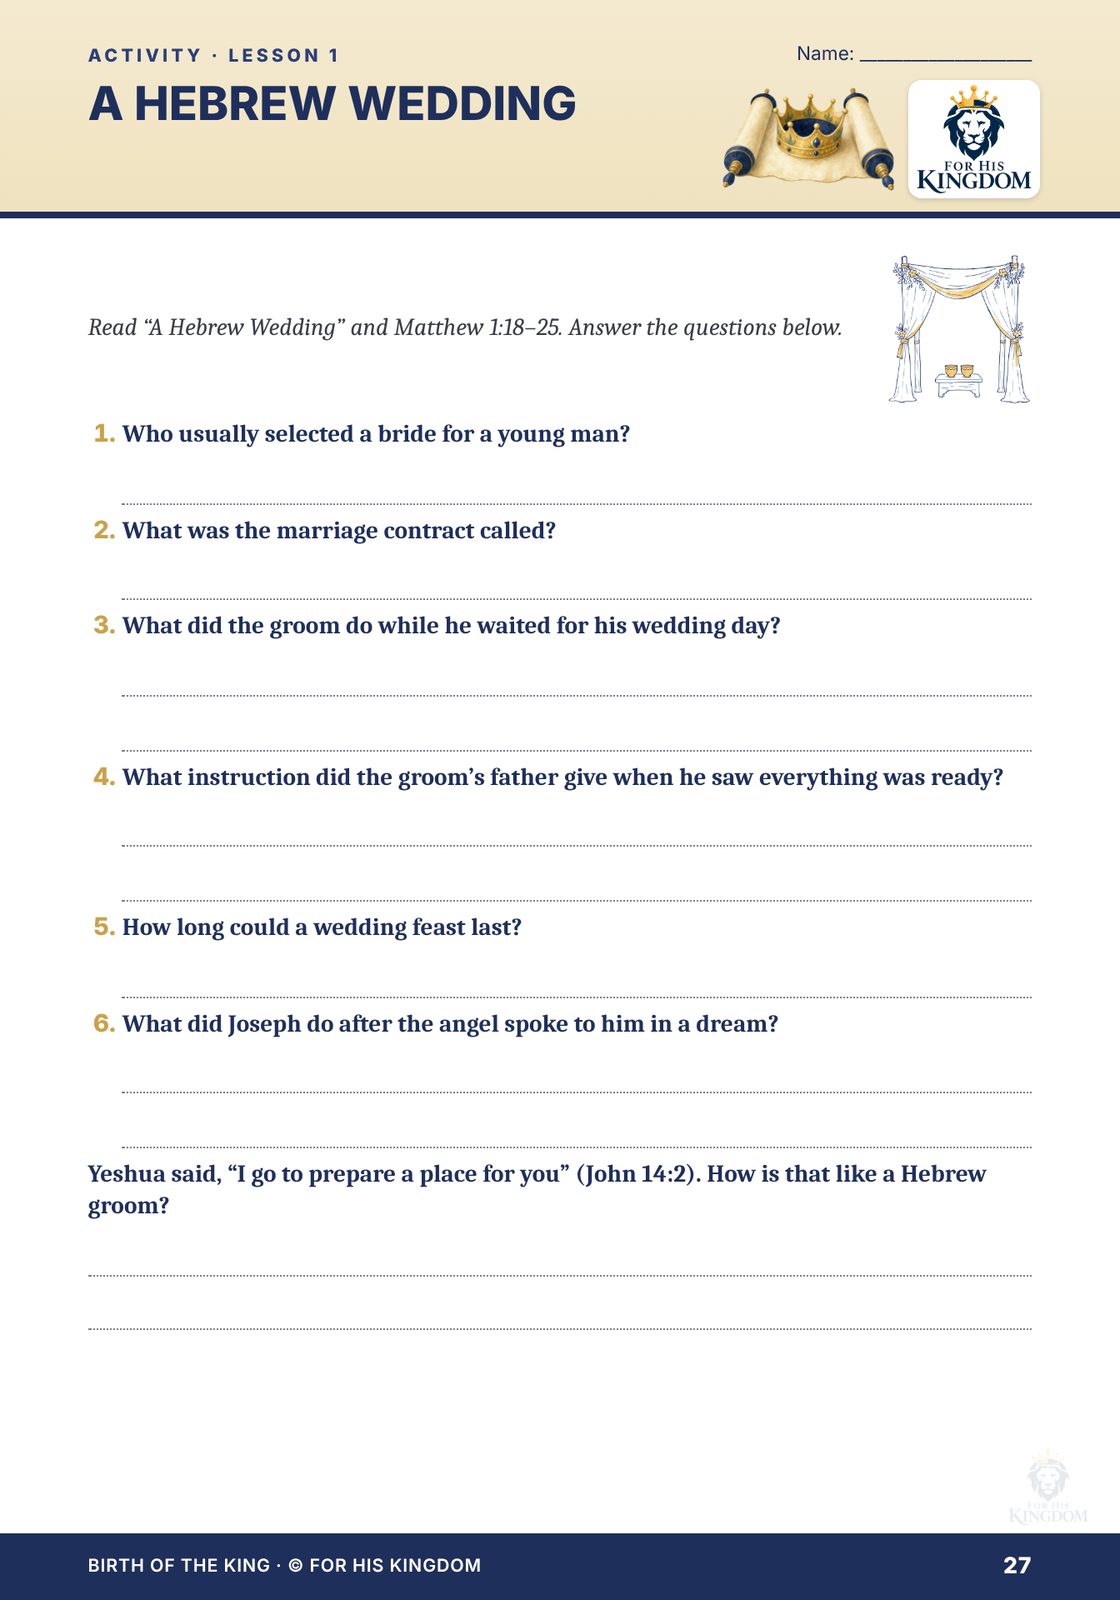 ACTIVITY · LESSON 1
Name: ________________
A HEBREW WEDDING
FOR HIS
KINGDOM
Read “A Hebrew Wedding” and Matthew 1:18–25. Answer the questions below.
1. Who usually selected a bride for a young man?
2. What was the marriage contract called?
3. What did the groom do while he waited for his wedding day?
4. What instruction did the groom’s father give when he saw everything was ready?
5. How long could a wedding feast last?
6. What did Joseph do after the angel spoke to him in a dream?
Yeshua said, “I go to prepare a place for you” (John 14:2). How is that like a Hebrew
groom?
FOR HIS
KINGDOM
BIRTH OF THE KING · © FOR HIS KINGDOM
27